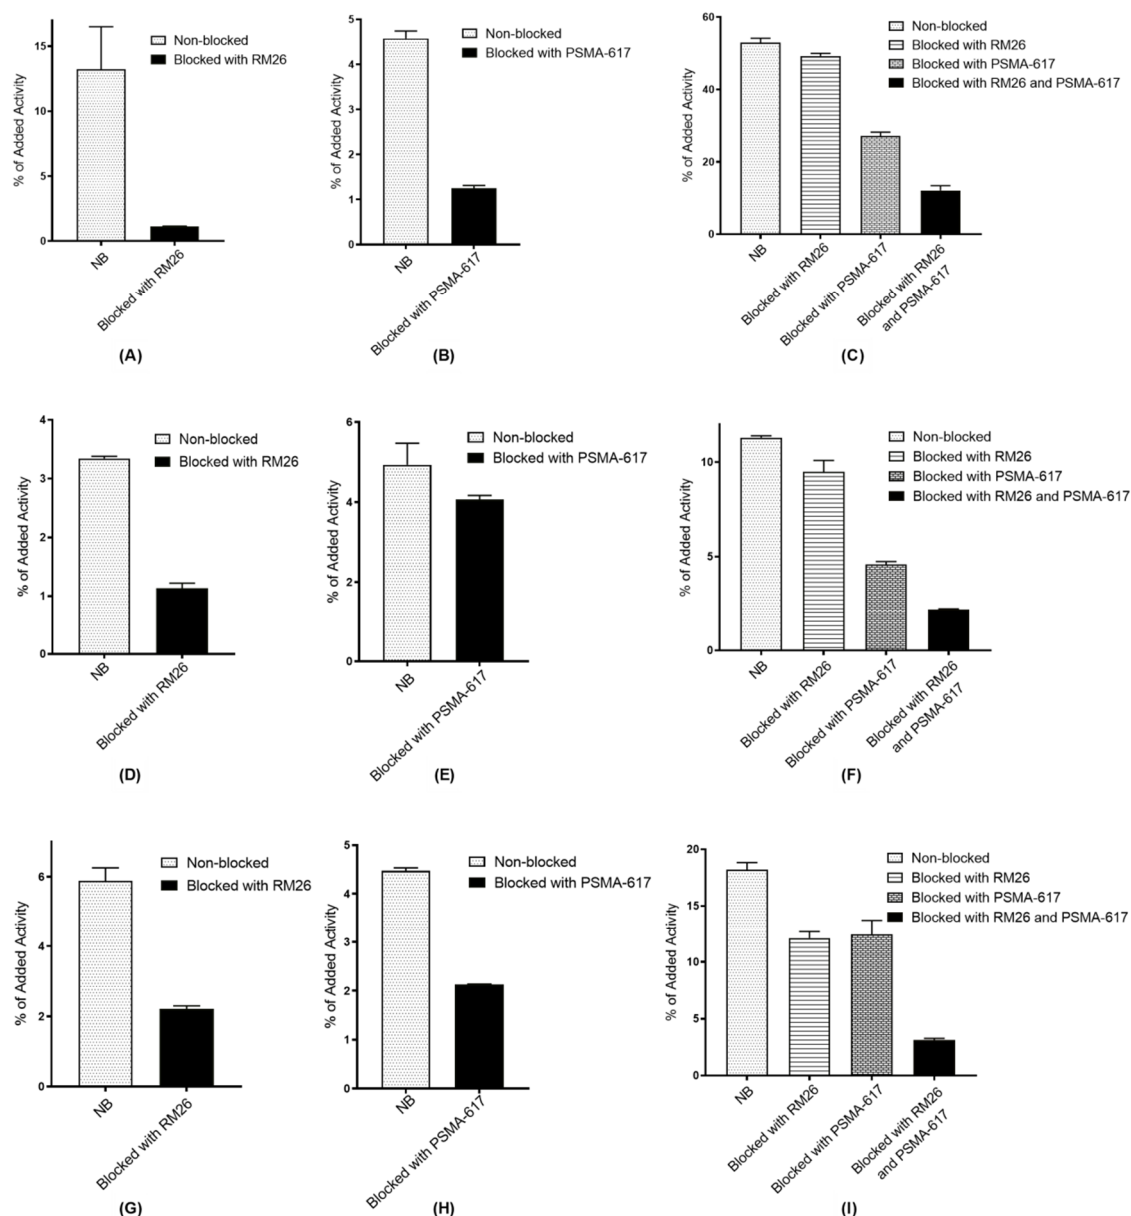 % of Added Activity
15
10
5
0
Non-blocked
Blocked with RM26
NB
Blocked with RM26
(A)
% of Added Activity
5
4
3
2
1
0
Non-blocked
Blocked with PSMA-617
NB
Blocked with PSMA-617
(B)
% of Added Activity
60
40
20
0
Non-blocked
Blocked with RM26
Blocked with PSMA-617
Blocked with RM26 and PSMA-617
NB
Blocked with RM26
Blocked with PSMA-617
Blocked with RM26
and PSMA-617
(C)
% of Added Activity
4
3
2
1
0
Non-blocked
Blocked with RM26
NB
Blocked with RM26
(D)
% of Added Activity
6
4
2
0
Non-blocked
Blocked with PSMA-617
NB
Blocked with PSMA-617
(E)
% of Added Activity
10
5
0
Non-blocked
Blocked with RM26
Blocked with PSMA-617
Blocked with RM26 and PSMA-617
NB
Blocked with RM26
Blocked with PSMA-617
Blocked with RM26
and PSMA-617
(F)
% of Added Activity
6
4
2
0
Non-blocked
Blocked with RM26
NB
Blocked with RM26
(G)
% of Added Activity
5
4
3
2
1
0
Non-blocked
Blocked with PSMA-617
NB
Blocked with PSMA-617
(H)
% of Added Activity
20
15
10
5
0
Non-blocked
Blocked with RM26
Blocked with PSMA-617
Blocked with RM26 and PSMA-617
NB
Blocked with RM26
Blocked with PSMA-617
Blocked with RM26
and PSMA-617
(I)